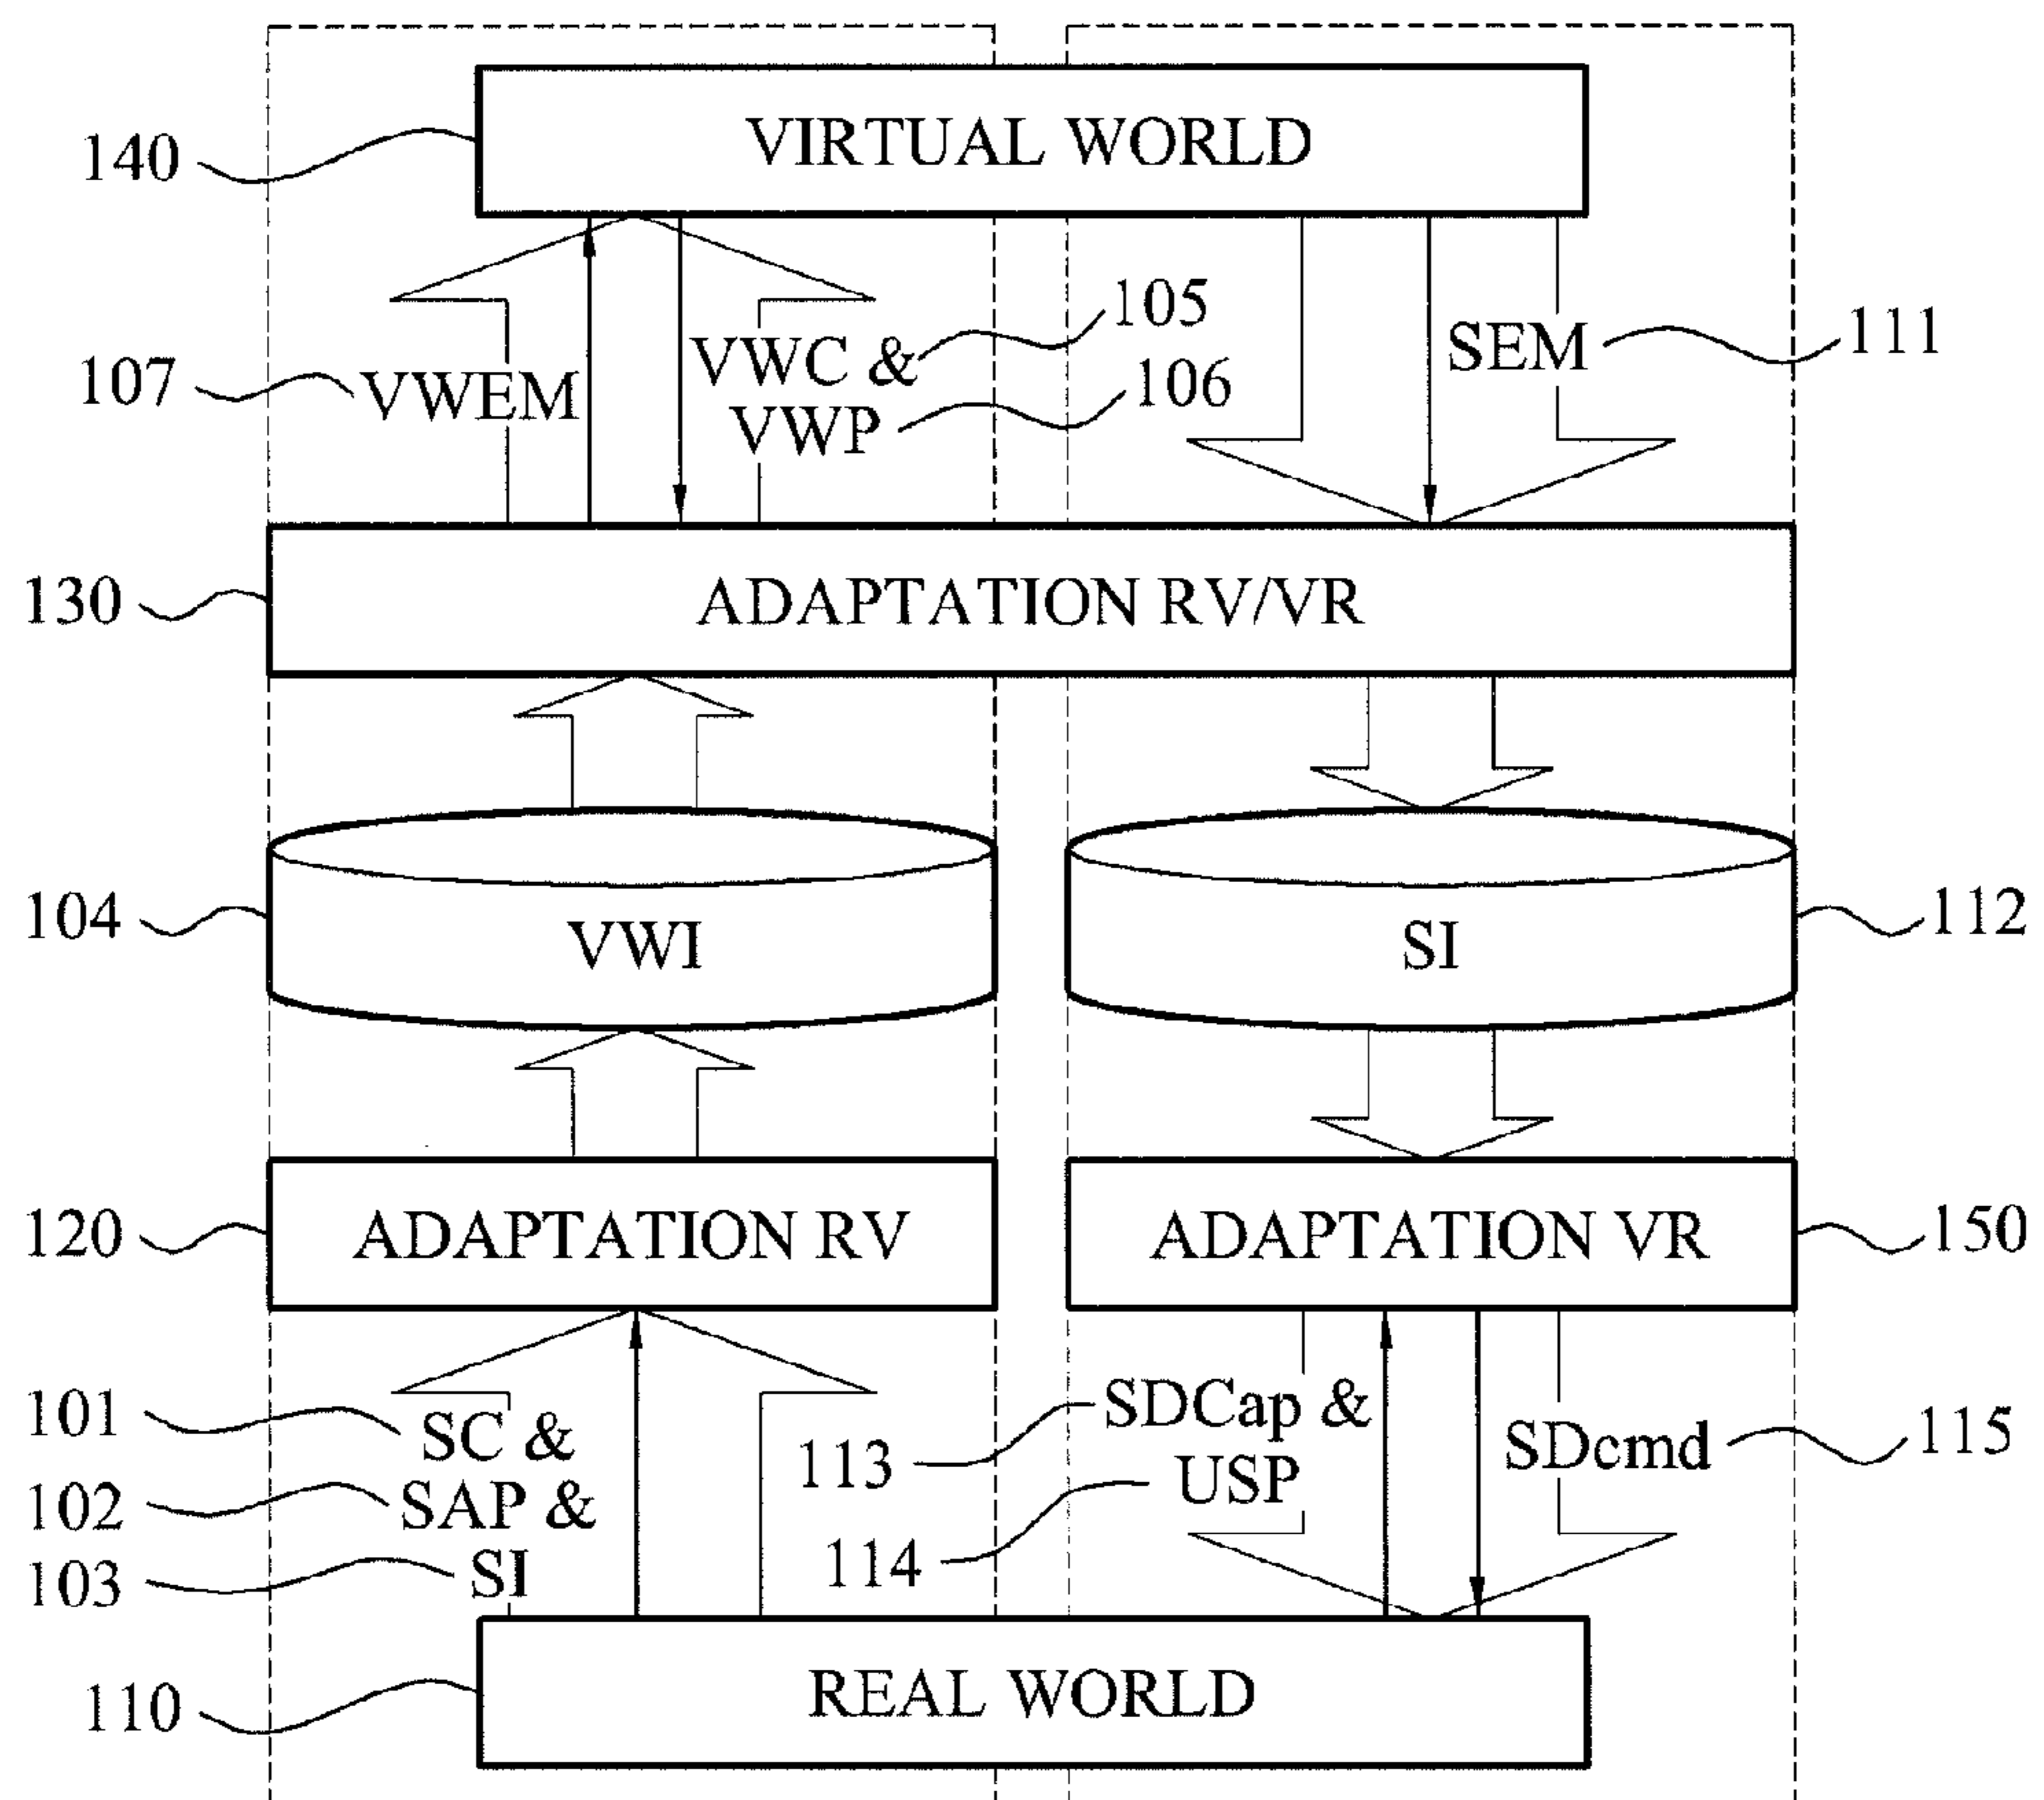 VIRTUAL WORLD
140
105
VWC &
SEM
111
107
VWEM
106
VWP
130
ADAPTATION RV/VR
104
VWI
SI
112
120
ADAPTATION RV
ADAPTATION VR
150
101
SC &
SDCap &
113
SDcmd
115
102
SAP &
USP
103
SI
114
110
REAL WORLD